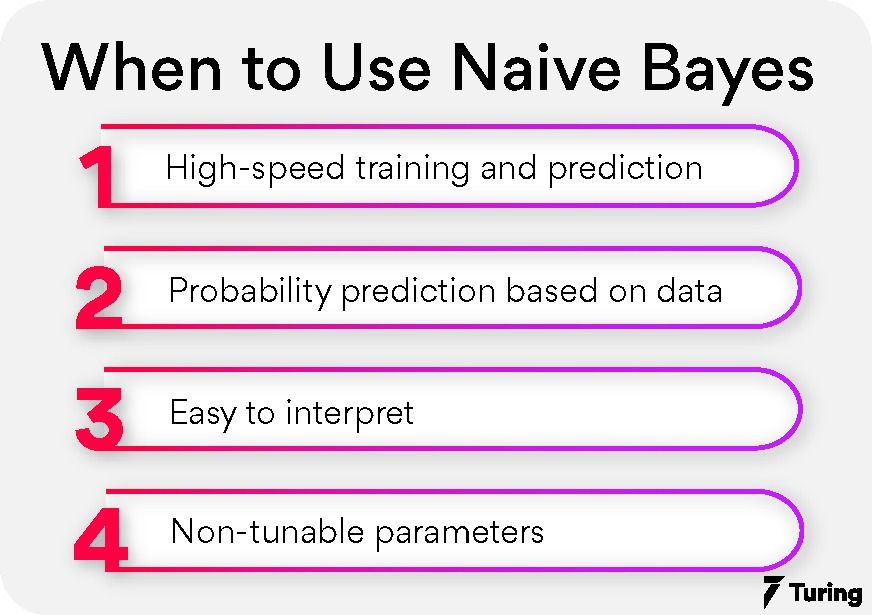 When to Use Naive Bayes
1 High-speed training and prediction
2 Probability prediction based on data
3 Easy to interpret
4 Non-tunable parameters
Turing